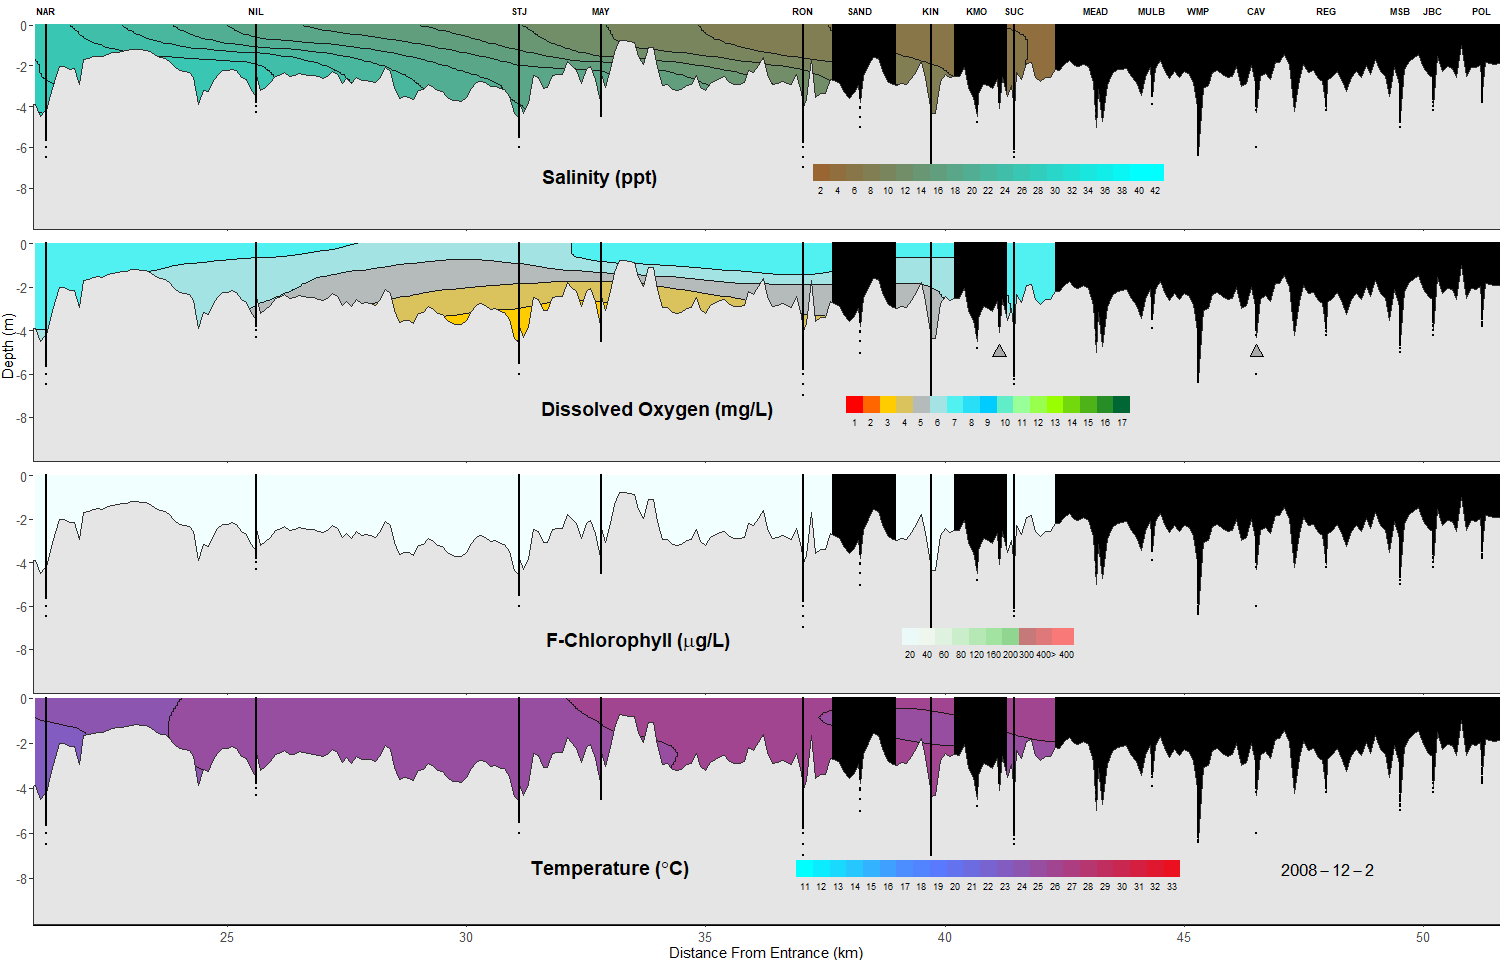 NAR NIL STJ MAY RON SAND KIN KMO SUC MEAD MULB WMP CAV REG MSB JBC POL
0
-2
-4
-6
-8
Salinity (ppt)
2 4 6 8 10 12 14 16 18 20 22 24 26 28 30 32 34 36 38 40 42
0
-2
-4
-6
-8
Depth (m)
Dissolved Oxygen (mg/L)
1 2 3 4 5 6 7 8 9 10 11 12 13 14 15 16 17
0
-2
-4
-6
-8
F-Chlorophyll (μg/L)
20 40 60 80 120 160 200 300 400> 400
0
-2
-4
-6
-8
Temperature (°C)
11 12 13 14 15 16 17 18 19 20 21 22 23 24 25 26 27 28 29 30 31 32 33
2008−12−2
25 30 35 40 45 50
Distance From Entrance (km)